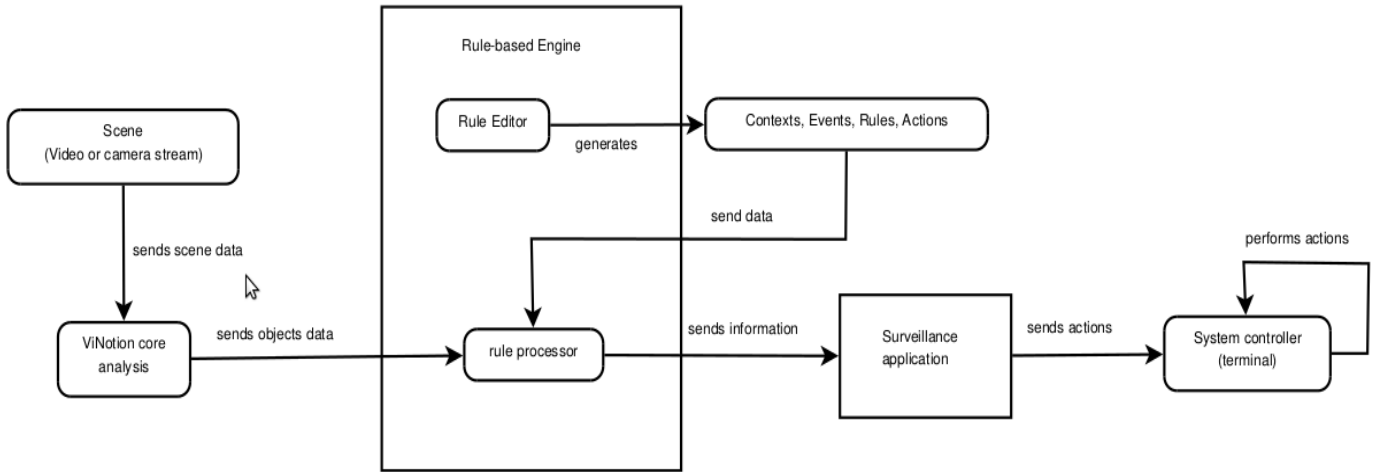 Rule-based Engine
Scene
(Video or camera stream)
Rule Editor
generates
Contexts, Events, Rules, Actions
sends scene data
send data
performs actions
ViNotion core
analysis
sends objects data
rule processor
sends information
Surveillance
application
sends actions
System controller
(terminal)